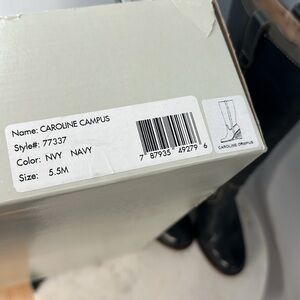 Name: CAROLINE CAMPUS
Style#: 77337
Color: NVY NAVY
Size: 5.5M
7 87935 49279 6
CAROLINE CAMPUS